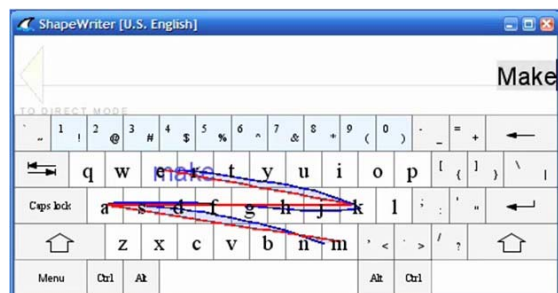 ShapeWriter [U.S. English]
Make
TO DIRECT MODE
` ~ 1 ! 2 @ 3 # 4 $ 5 % 6 ^ 7 & 8 * 9 ( 0 ) - _ = +
q w e r t y u i o p [ { ] } \ |
make
Caps lock a s d f g h j k l ; : ' "
z x c v b n m , < . > / ?
Menu Ctrl Alt Alt Ctrl